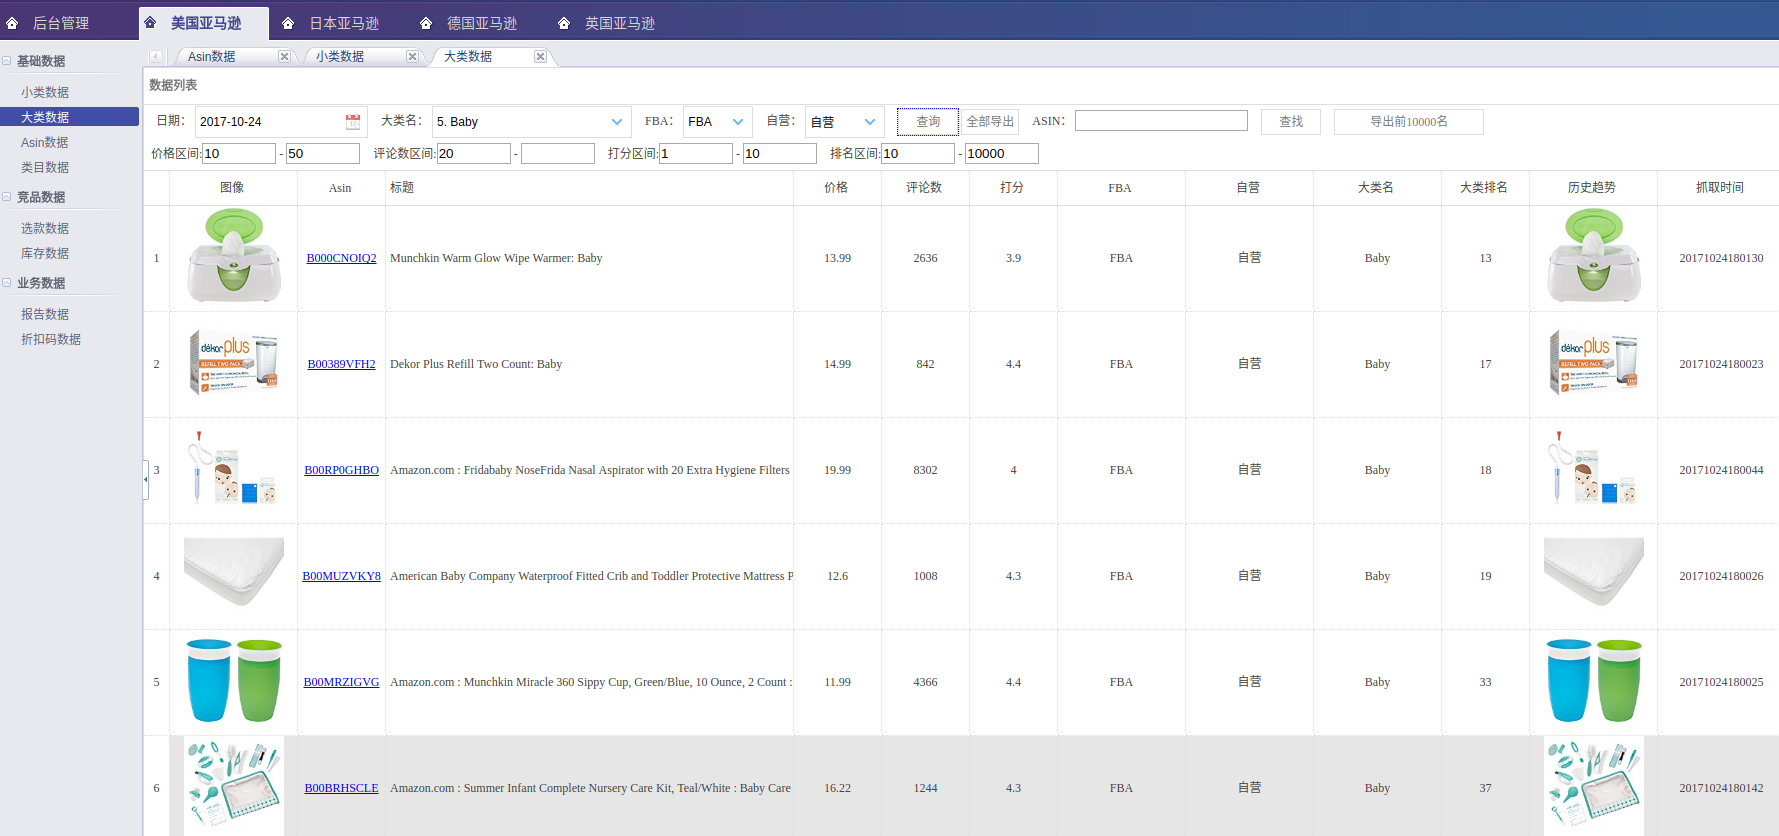 后台管理 美国亚马逊 日本亚马逊 德国亚马逊 英国亚马逊
基础数据
小类数据
大类数据
Asin数据
类目数据
竞品数据
选款数据
库存数据
业务数据
报告数据
折扣码数据
Asin数据 小类数据 大类数据
数据列表
日期: 2017-10-24 大类名: 5. Baby FBA: FBA 自营: 自营 查询 全部导出 ASIN: 查找 导出前10000名
价格区间: 10 - 50 评论数区间: 20 - 打分区间: 1 - 10 排名区间: 10 - 10000
图像 Asin 标题 价格 评论数 打分 FBA 自营 大类名 大类排名 历史趋势 抓取时间
1 B000CNOIQ2 Munchkin Warm Glow Wipe Warmer: Baby 13.99 2636 3.9 FBA 自营 Baby 13 20171024180130
dékor plus
REFILL TWO PACK
2 B00389VFH2 Dekor Plus Refill Two Count: Baby 14.99 842 4.4 FBA 自营 Baby 17 20171024180023
dékor plus
REFILL TWO PACK
3 B00RP0GHBO Amazon.com : Fridababy NoseFrida Nasal Aspirator with 20 Extra Hygiene Filters 19.99 8302 4 FBA 自营 Baby 18 20171024180044
4 B00MUZVKY8 American Baby Company Waterproof Fitted Crib and Toddler Protective Mattress P 12.6 1008 4.3 FBA 自营 Baby 19 20171024180026
5 B00MRZIGVG Amazon.com : Munchkin Miracle 360 Sippy Cup, Green/Blue, 10 Ounce, 2 Count : 11.99 4366 4.4 FBA 自营 Baby 33 20171024180025
6 B00BRHSCLE Amazon.com : Summer Infant Complete Nursery Care Kit, Teal/White : Baby Care 16.22 1244 4.3 FBA 自营 Baby 37 20171024180142